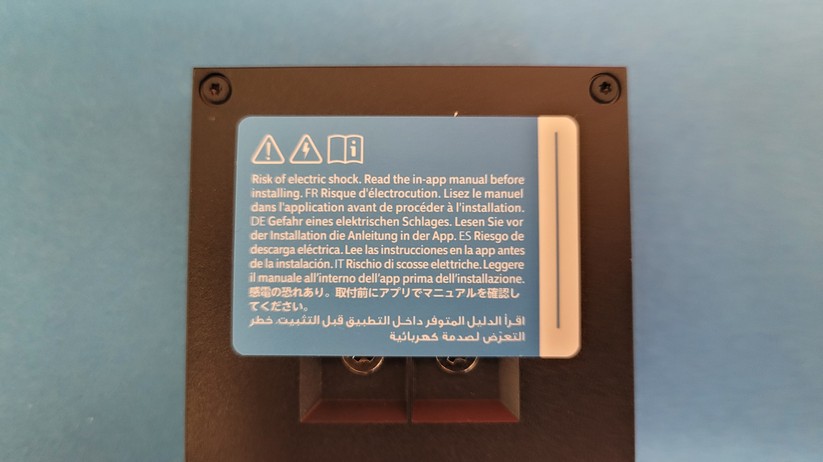 Risk of electric shock. Read the in-app manual before
installing. FR Risque d'électrocution. Lisez le manuel
dans l'application avant de procéder à l'installation.
DE Gefahr eines elektrischen Schlages. Lesen Sie vor
der Installation die Anleitung in der App. ES Riesgo de
descarga eléctrica. Lee las instrucciones en la app antes
de la instalación. IT Rischio di scosse elettriche. Leggere
il manuale all'interno dell'app prima dell'installazione.
感電の恐れあり。取付前にアプリでマニュアルを確認し
てください。
اقرأ الدليل المتوفر داخل التطبيق قبل التثبيت. خطر
التعرّض لصدمة كهربائية